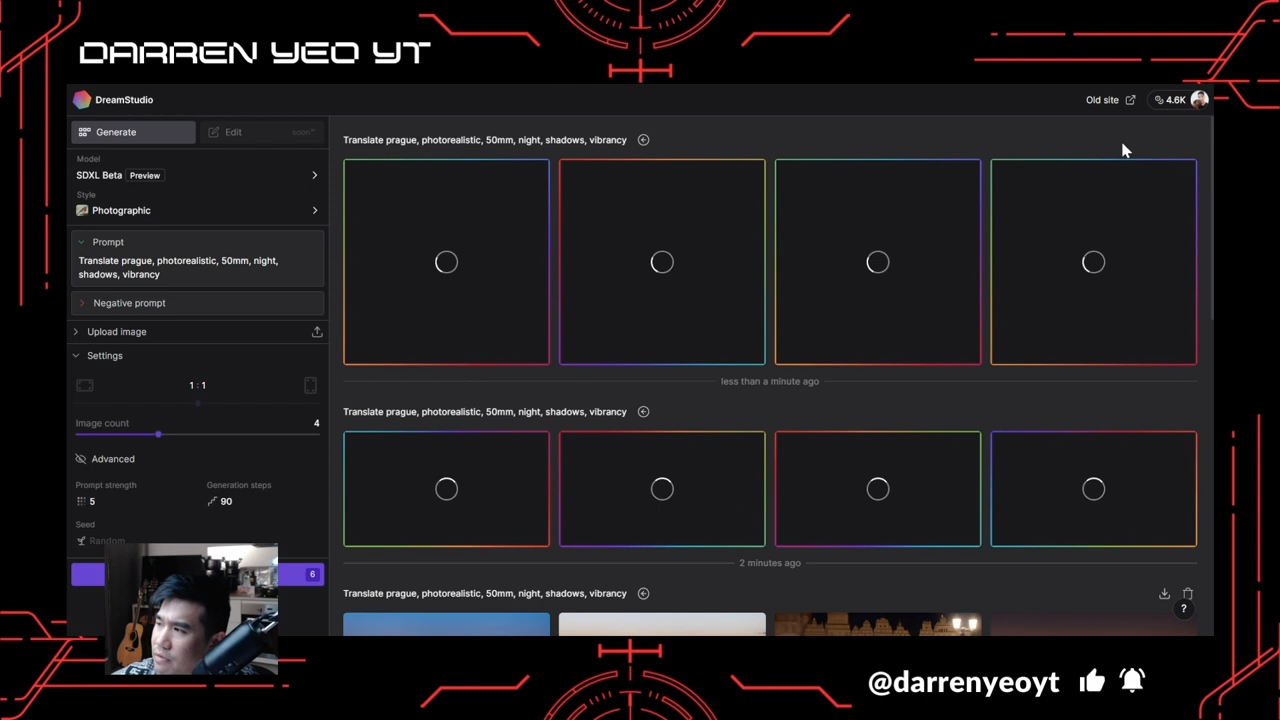 DARREN YEO YT
DreamStudio
Old site
4.6K
Generate
Edit
soon™
Model
SDXL Beta Preview
Style
Photographic
Prompt
Translate prague, photorealistic, 50mm, night,
shadows, vibrancy
Negative prompt
Upload image
Settings
1 : 1
Image count
4
Advanced
Prompt strength
Generation steps
5
90
Seed
Random
6
Translate prague, photorealistic, 50mm, night, shadows, vibrancy
less than a minute ago
Translate prague, photorealistic, 50mm, night, shadows, vibrancy
2 minutes ago
Translate prague, photorealistic, 50mm, night, shadows, vibrancy
?
@darrenyeoyt